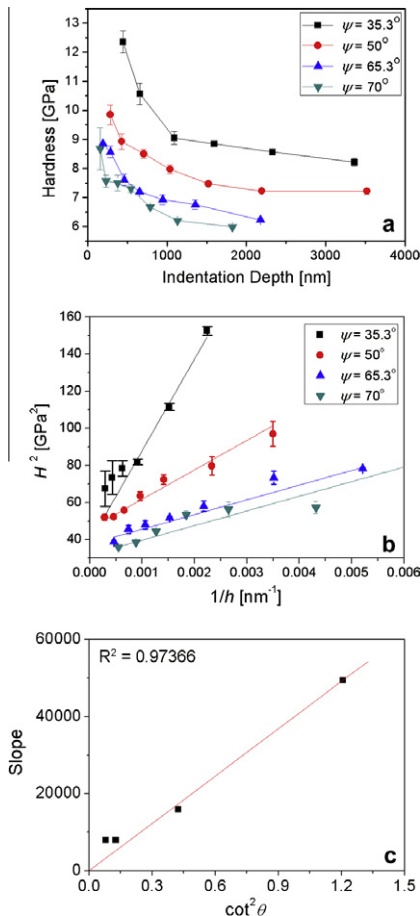 13
12
11
10
9
8
7
6
Hardness [GPa]
ψ = 35.3°
ψ = 50°
ψ = 65.3°
ψ = 70°
a
0 1000 2000 3000 4000
Indentation Depth [nm]
160
140
120
100
80
60
40
H² [GPa²]
ψ = 35.3°
ψ = 50°
ψ = 65.3°
ψ = 70°
b
0.000 0.001 0.002 0.003 0.004 0.005 0.006
1/h [nm⁻¹]
60000
40000
20000
0
Slope
R² = 0.97366
c
0.0 0.3 0.6 0.9 1.2 1.5
cot²θ